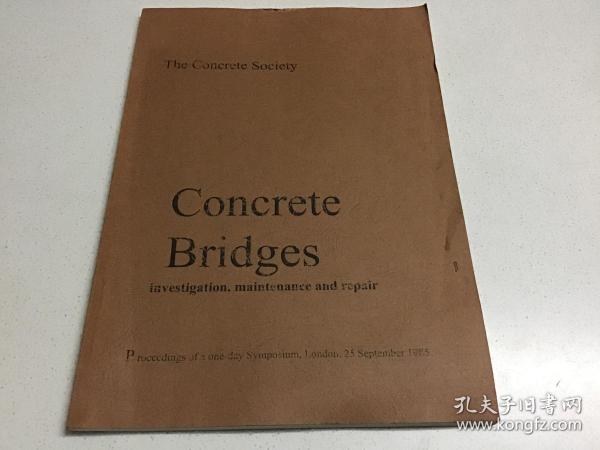 The Concrete Society
Concrete
Bridges
investigation, maintenance and repair
Proceedings of a one-day Symposium, London, 25 September 1985
孔夫子旧书网
www.kongfz.com